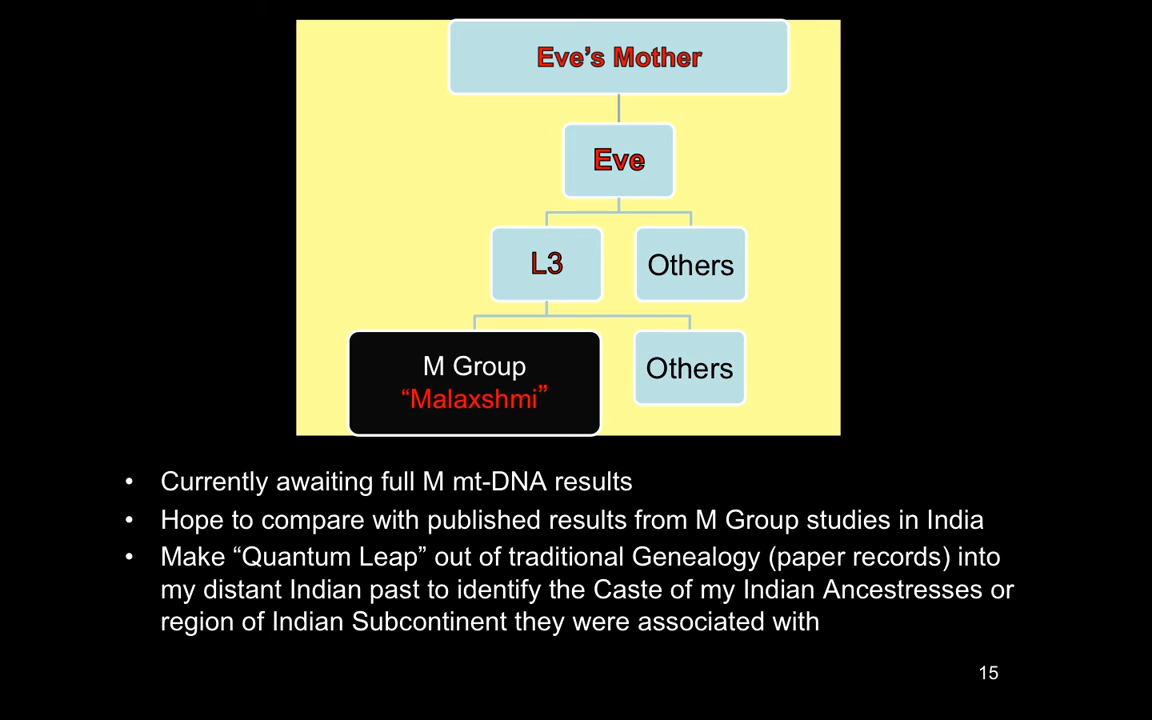 Eve’s Mother
Eve
L3
Others
M Group
“Malaxshmi”
Others
• Currently awaiting full M mt-DNA results
• Hope to compare with published results from M Group studies in India
• Make “Quantum Leap” out of traditional Genealogy (paper records) into
my distant Indian past to identify the Caste of my Indian Ancestresses or
region of Indian Subcontinent they were associated with
15